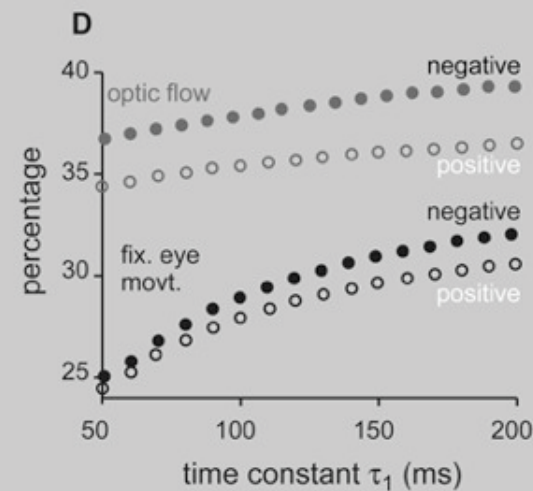 D
40
negative
optic flow
35
positive
percentage
negative
fix. eye
movt.
30
positive
25
50 100 150 200
time constant τ1 (ms)